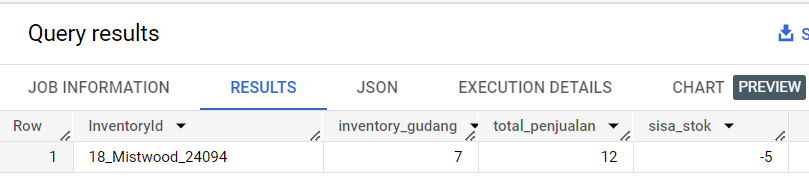 Query results
S
JOB INFORMATION RESULTS JSON EXECUTION DETAILS CHART PREVIEW
Row InventoryId inventory_gudang total_penjualan sisa_stok
1 18_Mistwood_24094 7 12 -5